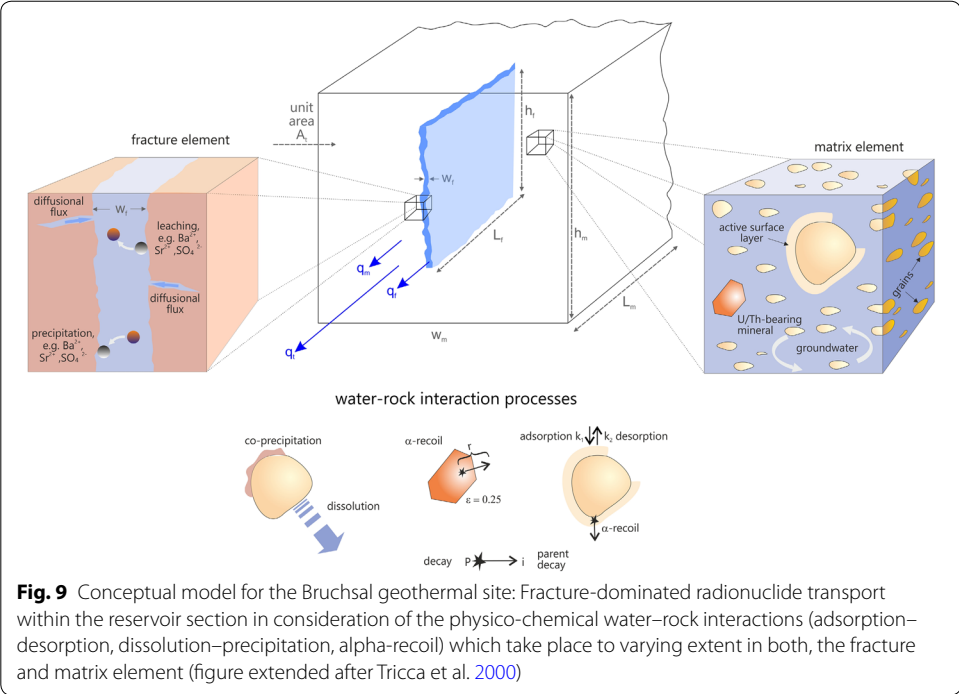 unit
area
Aₜ
fracture element
matrix element
h_f
w_f
L_f
h_m
L_m
w_m
q_m
q_f
q_t
diffusional
flux
w_f
leaching,
e.g. Ba²⁺,
Sr²⁺,SO₄²⁻
diffusional
flux
precipitation,
e.g. Ba²⁺,
Sr²⁺,SO₄²⁻
active surface
layer
grains
U/Th-bearing
mineral
groundwater
water-rock interaction processes
co-precipitation
dissolution
α-recoil
r
ε = 0.25
adsorption k₁ k₂ desorption
α-recoil
decay P i parent
decay
Fig. 9 Conceptual model for the Bruchsal geothermal site: Fracture-dominated radionuclide transport
within the reservoir section in consideration of the physico-chemical water–rock interactions (adsorption–
desorption, dissolution–precipitation, alpha-recoil) which take place to varying extent in both, the fracture
and matrix element (figure extended after Tricca et al. 2000)